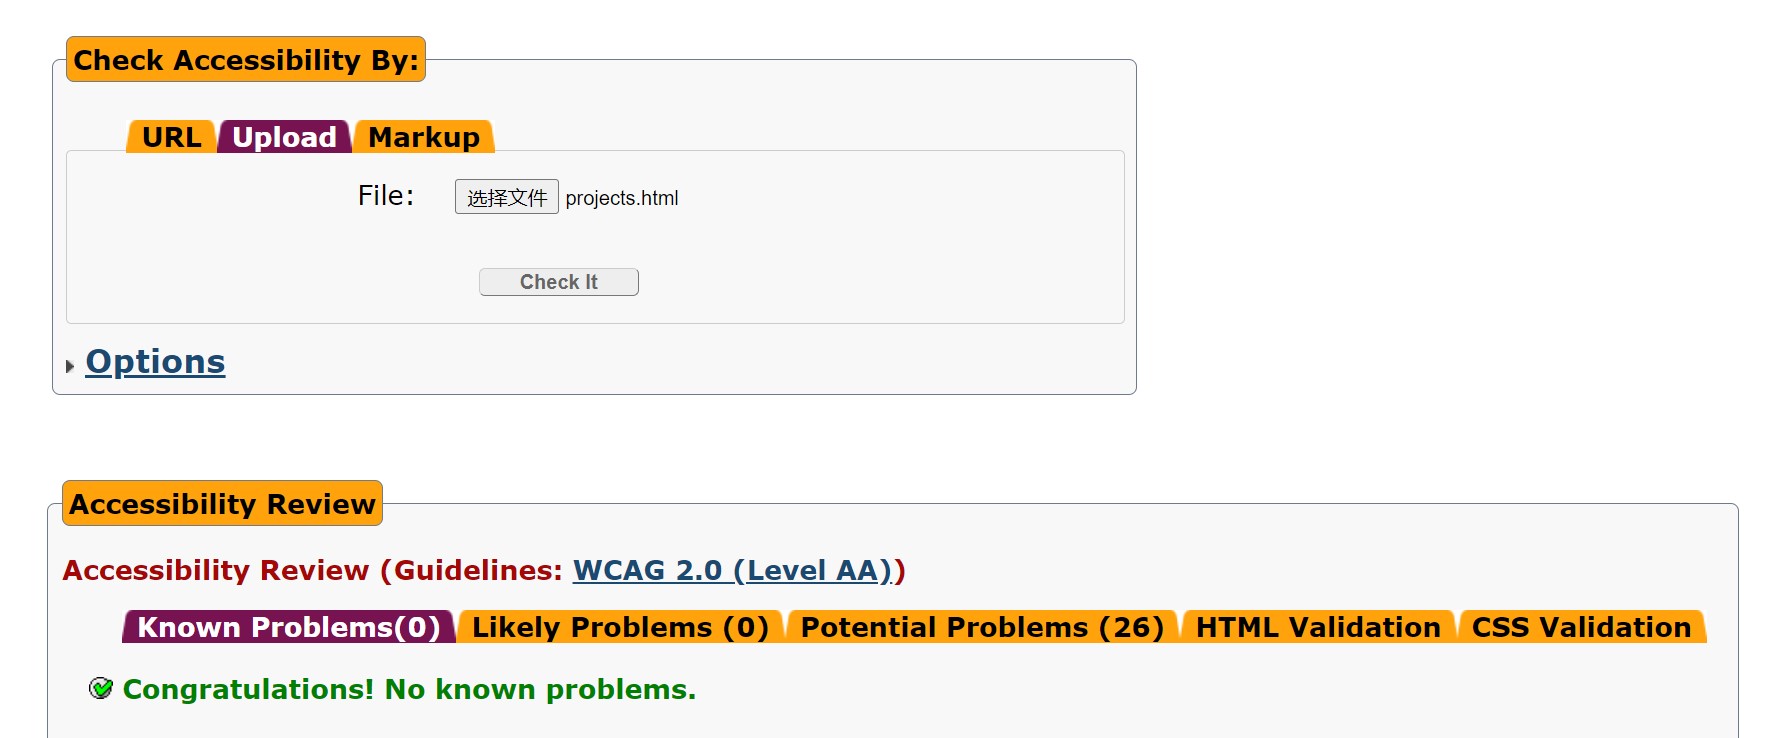 Check Accessibility By:
URL Upload Markup
File: 选择文件 projects.html
Check It
Options
Accessibility Review
Accessibility Review (Guidelines: WCAG 2.0 (Level AA))
Known Problems(0) Likely Problems (0) Potential Problems (26) HTML Validation CSS Validation
Congratulations! No known problems.